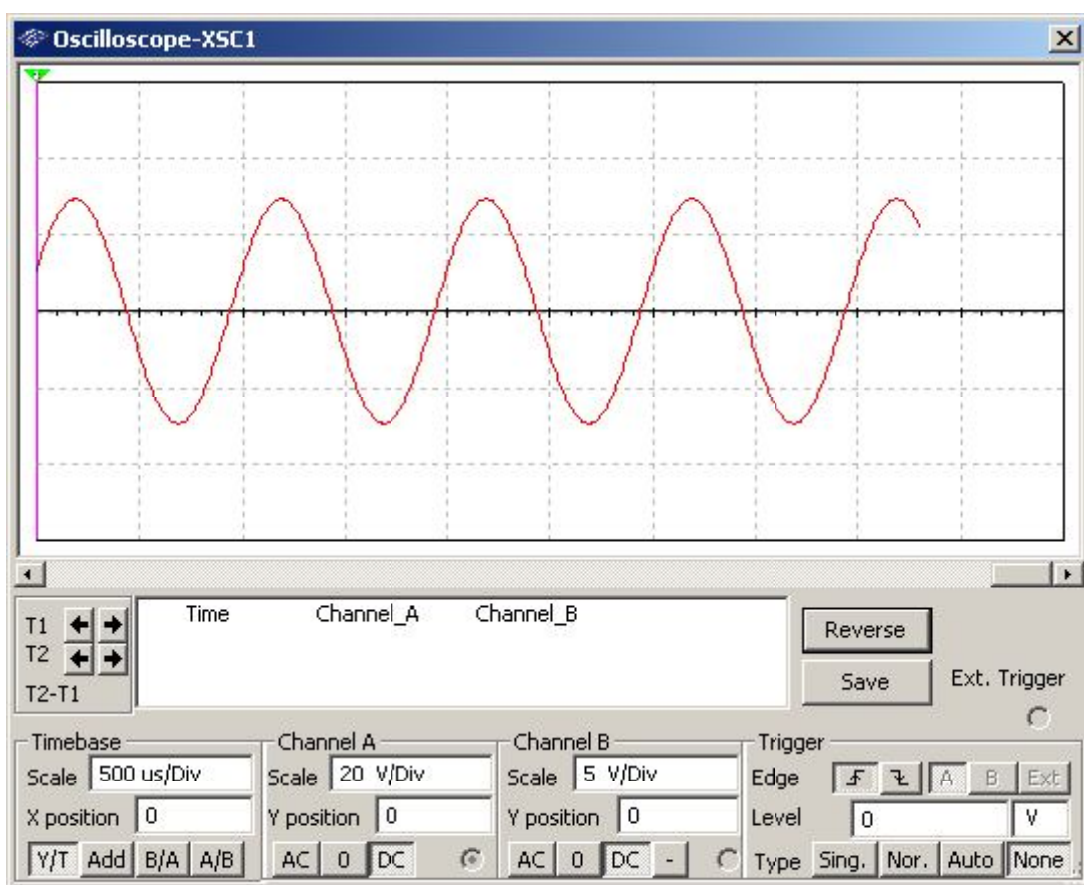 Oscilloscope-XSC1
1
Time Channel_A Channel_B
T1
T2
T2-T1
Reverse
Save
Ext. Trigger
Timebase
Scale 500 us/Div
X position 0
Y/T Add B/A A/B
Channel A
Scale 20 V/Div
Y position 0
AC 0 DC
Channel B
Scale 5 V/Div
Y position 0
AC 0 DC -
Trigger
Edge A B Ext
Level 0 V
Type Sing. Nor. Auto None